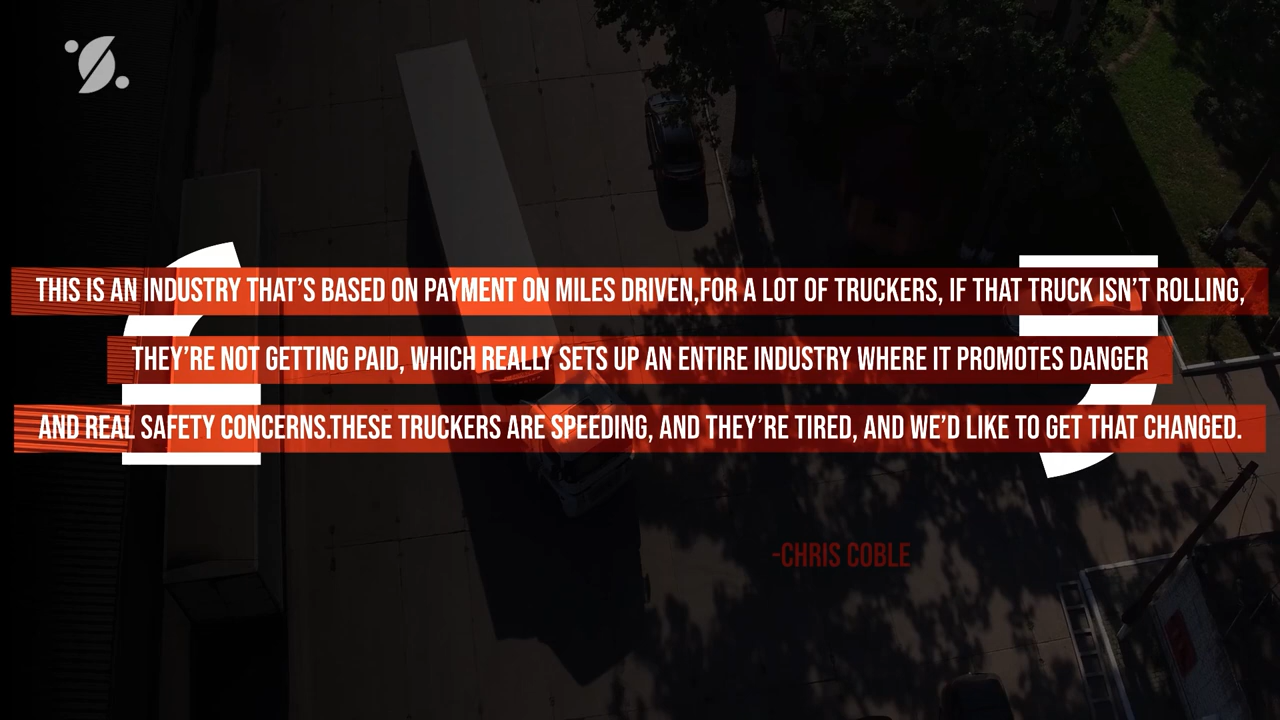 THIS IS AN INDUSTRY THAT'S BASED ON PAYMENT ON MILES DRIVEN,FOR A LOT OF TRUCKERS, IF THAT TRUCK ISN'T ROLLING,
THEY'RE NOT GETTING PAID, WHICH REALLY SETS UP AN ENTIRE INDUSTRY WHERE IT PROMOTES DANGER
AND REAL SAFETY CONCERNS.THESE TRUCKERS ARE SPEEDING, AND THEY'RE TIRED, AND WE'D LIKE TO GET THAT CHANGED.
-CHRIS COBLE